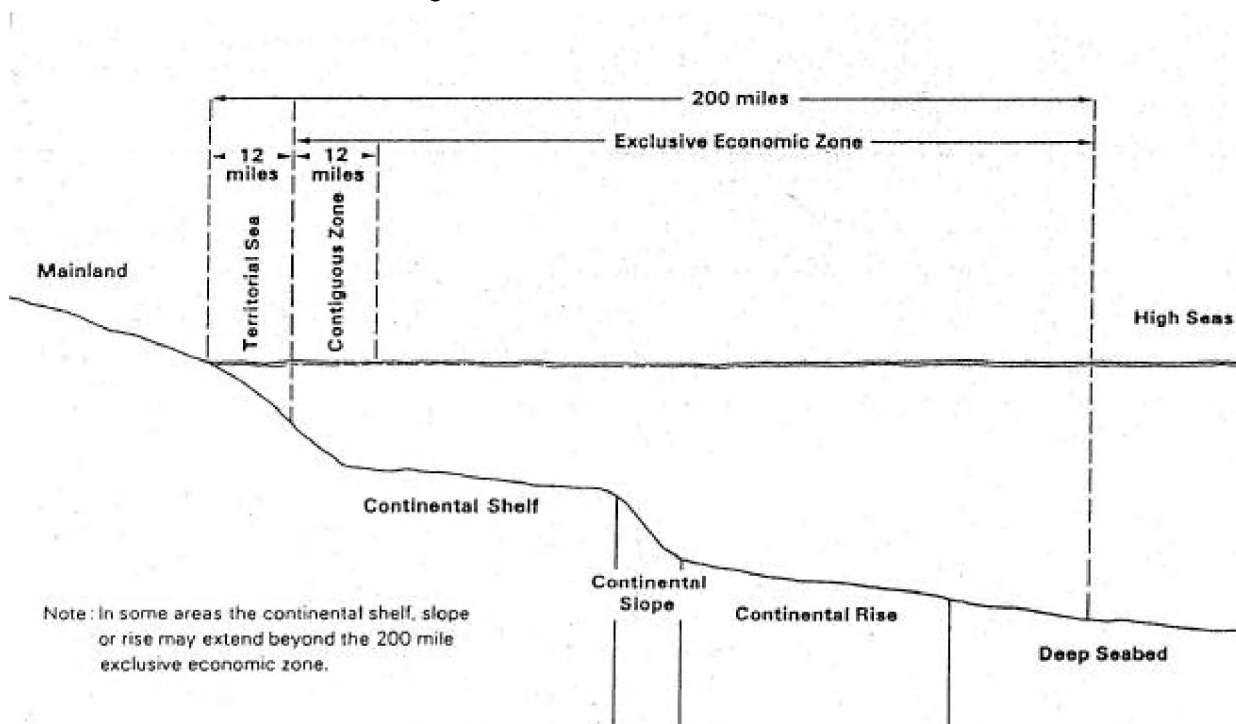 200 miles
Exclusive Economic Zone
12
miles
12
miles
Territorial Sea
Contiguous Zone
Mainland
High Seas
Continental Shelf
Continental
Slope
Continental Rise
Deep Seabed
Note: In some areas the continental shelf, slope
or rise may extend beyond the 200 mile
exclusive economic zone.